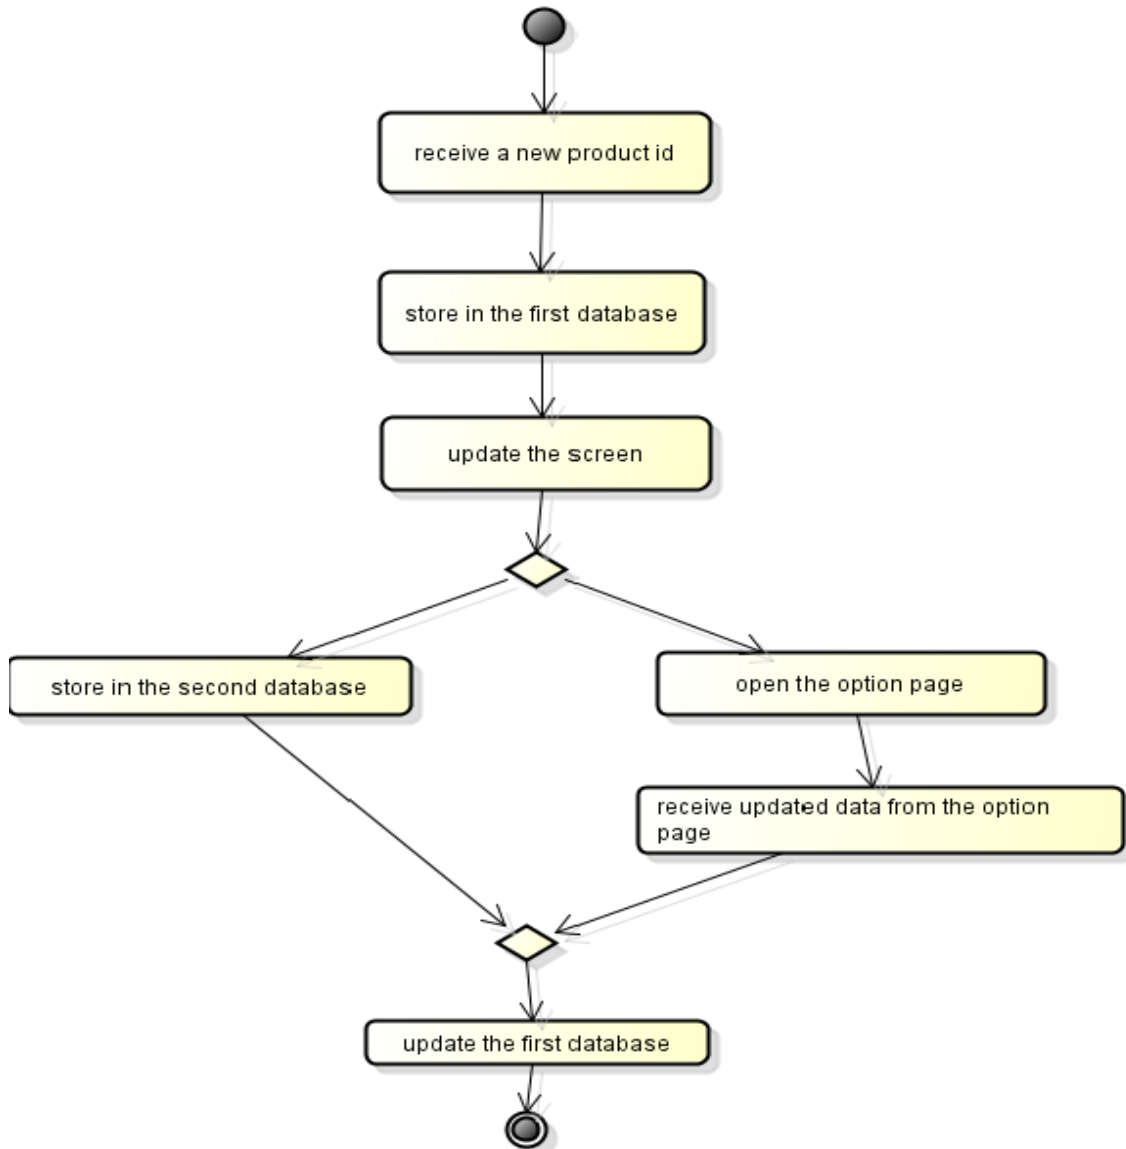 receive a new product id
store in the first database
update the screen
store in the second database
open the option page
receive updated data from the option
page
update the first database